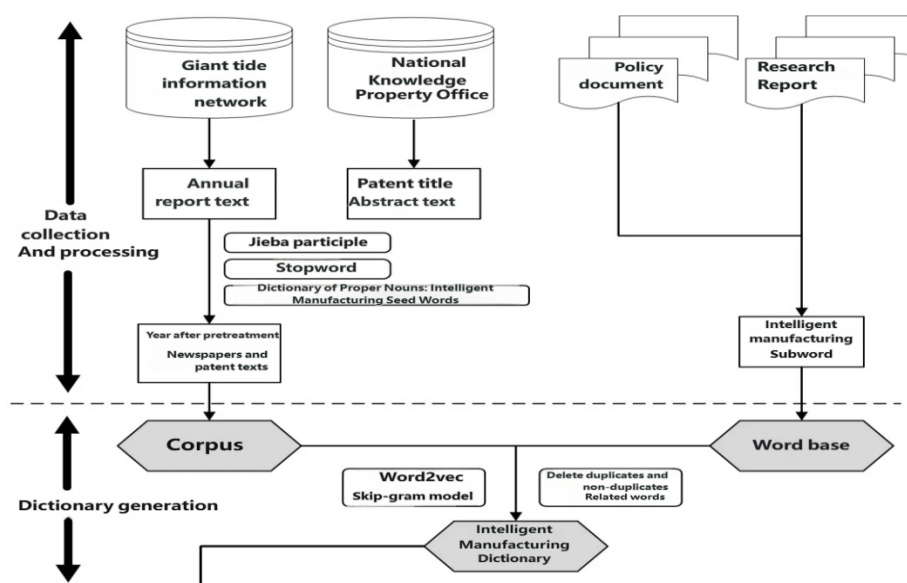 Giant tide
information
network
National
Knowledge
Property Office
Policy
document
Research
Report
Annual
report text
Patent title
Abstract text
Data
collection
And processing
Jieba participle
Stopword
Dictionary of Proper Nouns: Intelligent
Manufacturing Seed Words
Year after pretreatment
Newspapers and
patent texts
Intelligent
manufacturing
Subword
Corpus
Word base
Word2vec
Skip-gram model
Delete duplicates and
non-duplicates
Related words
Dictionary generation
Intelligent
Manufacturing
Dictionary